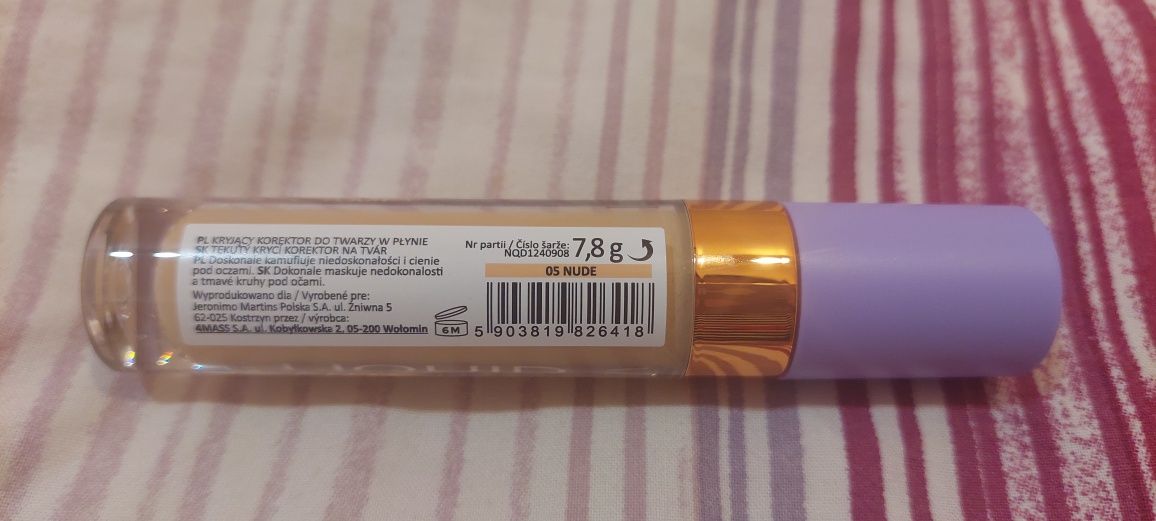 PL KRYJĄCY KOREKTOR DO TWARZY W PŁYNIE
SK TEKUTÝ KRYCÍ KOREKTOR NA TVÁR
PL Doskonale kamufluje niedoskonałości i cienie
pod oczami. SK Dokonale maskuje nedokonalosti
a tmavé kruhy pod očami.
Wyprodukowano dla / Vyrobené pre:
Jeronimo Martins Polska S.A. ul. Żniwna 5
62-025 Kostrzyn przez / výrobca:
4MASS S.A. ul. Kobyłkowska 2, 05-200 Wołomin
Nr partii / Číslo šarže:
NQD1240908
7,8 g
05 NUDE
6 M
5 903819 826418
LIQUID